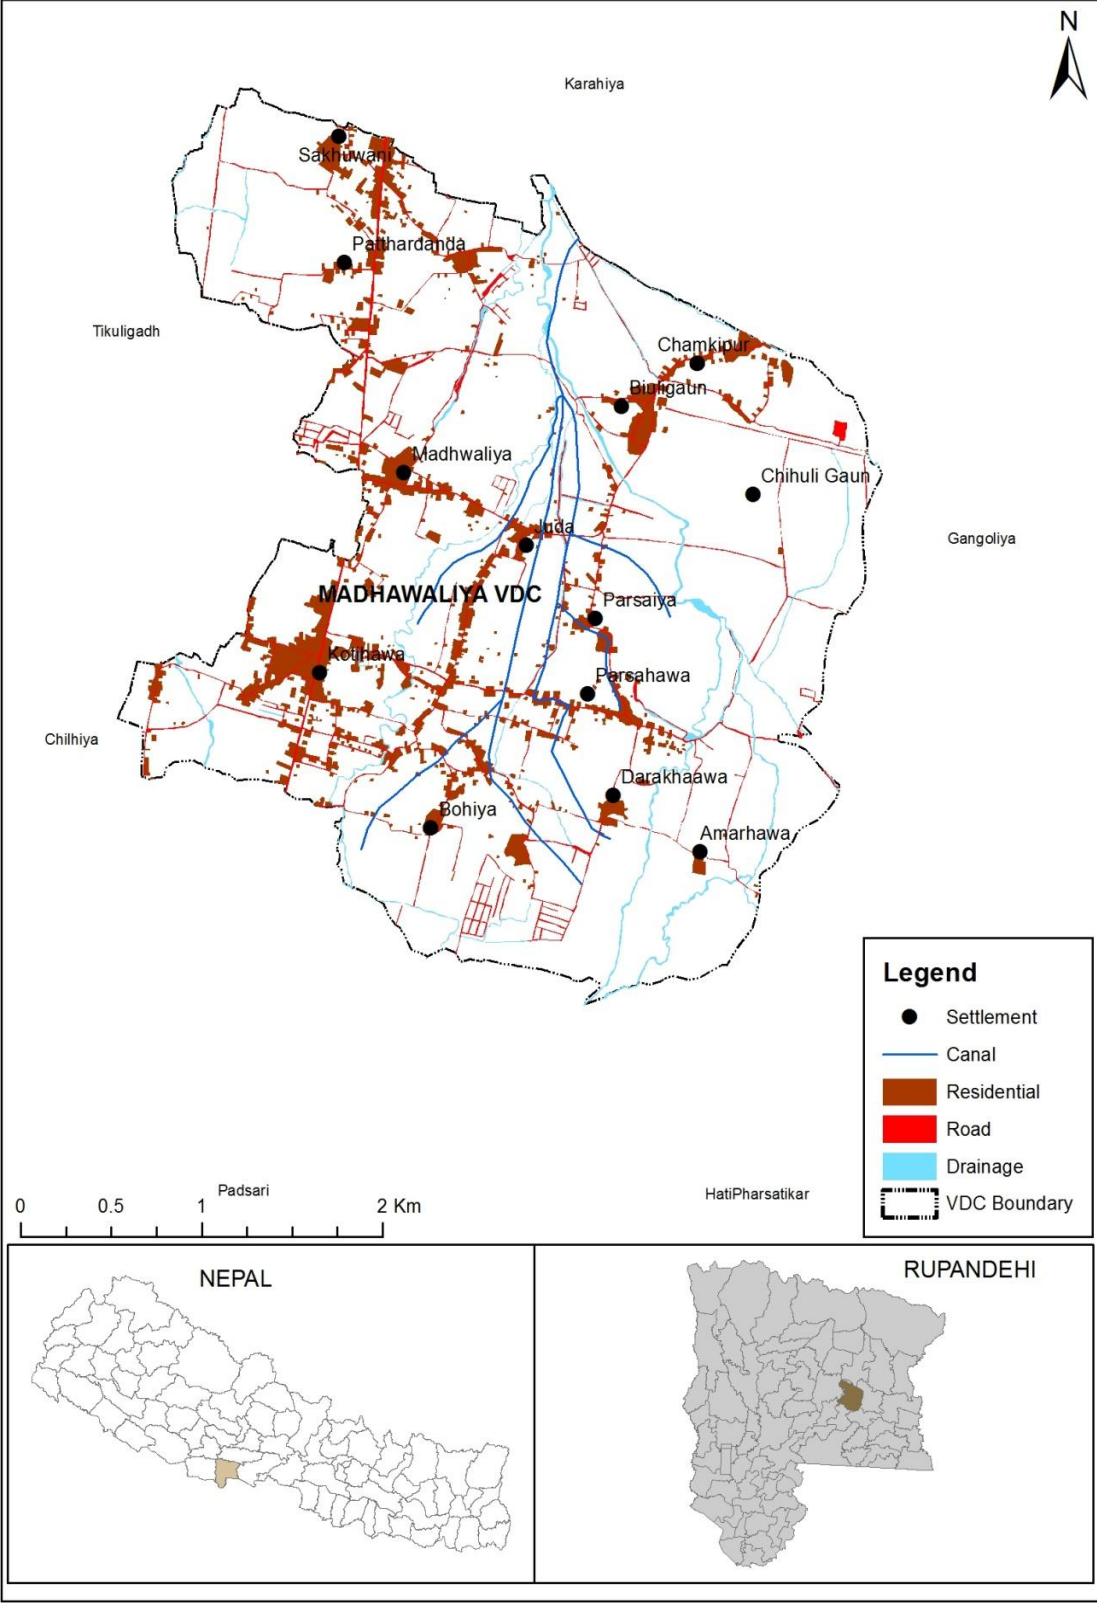 N
Karahiya
Sakhuwani
Patthardanda
Tikuligadh
Chamkipur
Binligaun
Madhwaliya
Chihuli Gaun
Juda
Gangoliya
MADHAWALIYA VDC
Parsaiya
Kotihawa
Parsahawa
Chilhiya
Darakhaawa
Bohiya
Amarhawa
Legend
Settlement
Canal
Residential
Road
Drainage
VDC Boundary
Padsari
HatiPharsatikar
0 0.5 1 2 Km
NEPAL
RUPANDEHI